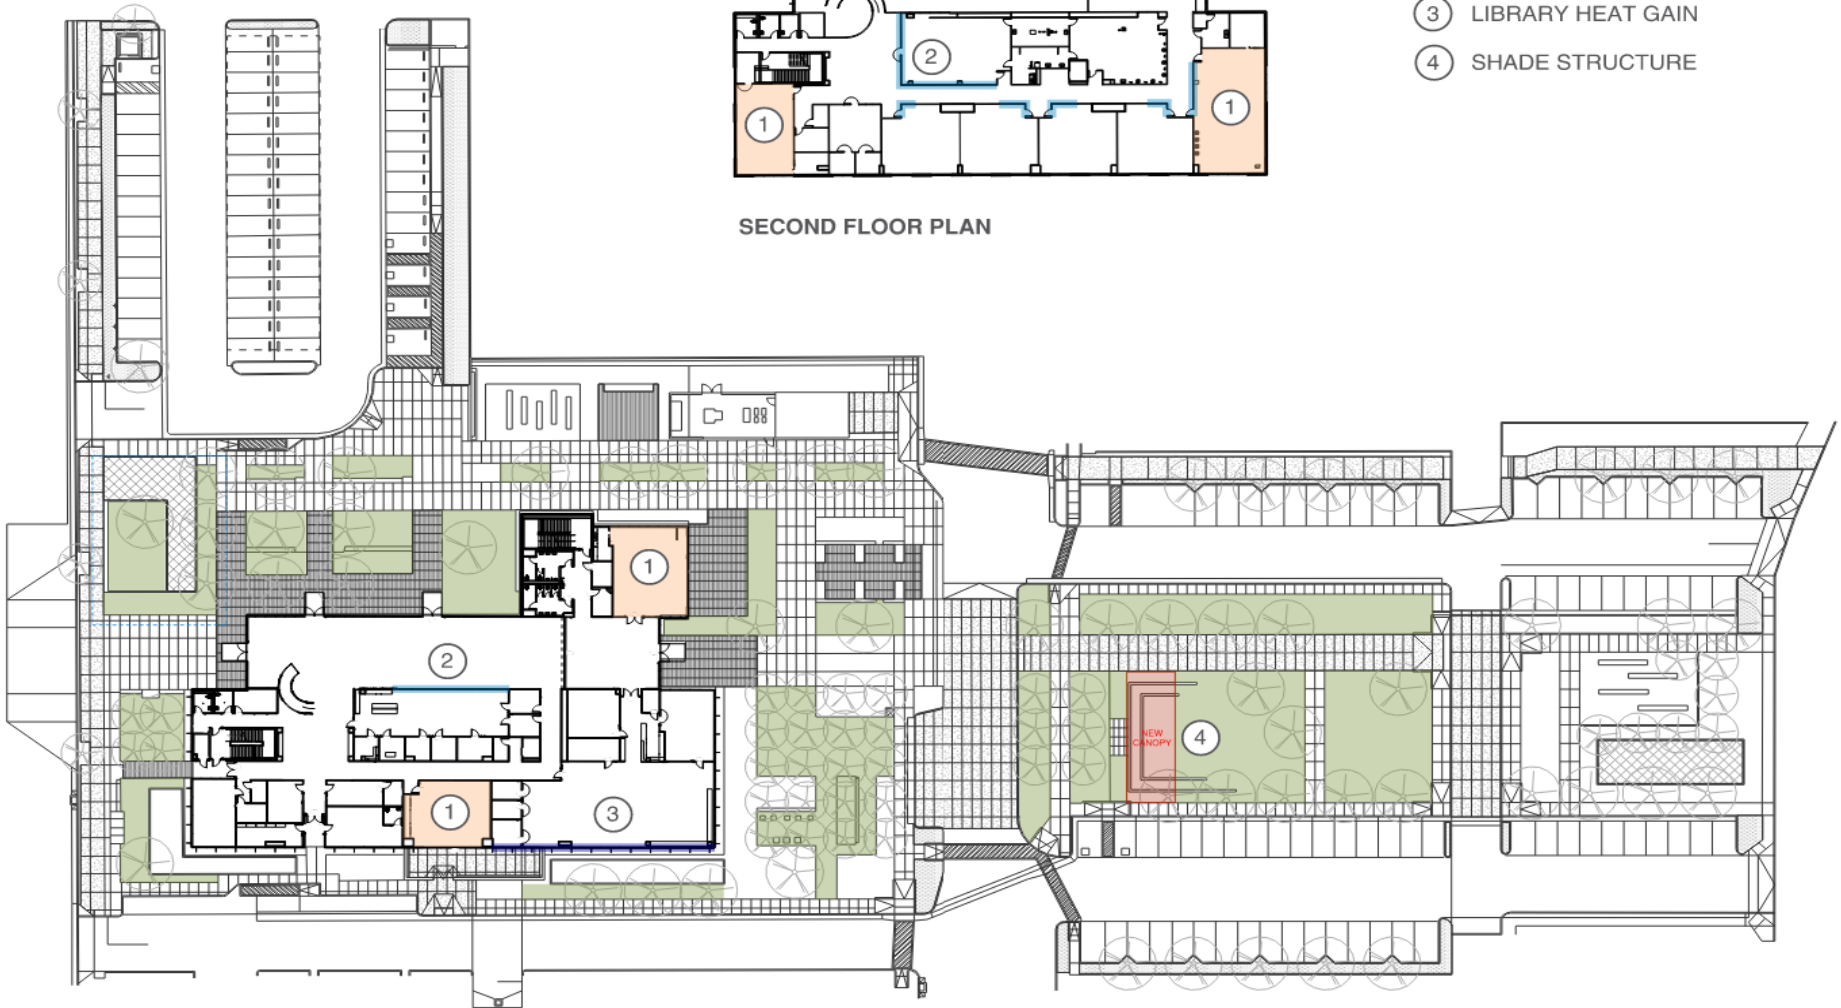 3 LIBRARY HEAT GAIN
4 SHADE STRUCTURE
2
1
1
SECOND FLOOR PLAN
1
2
1
3
NEW
CANOPY
4